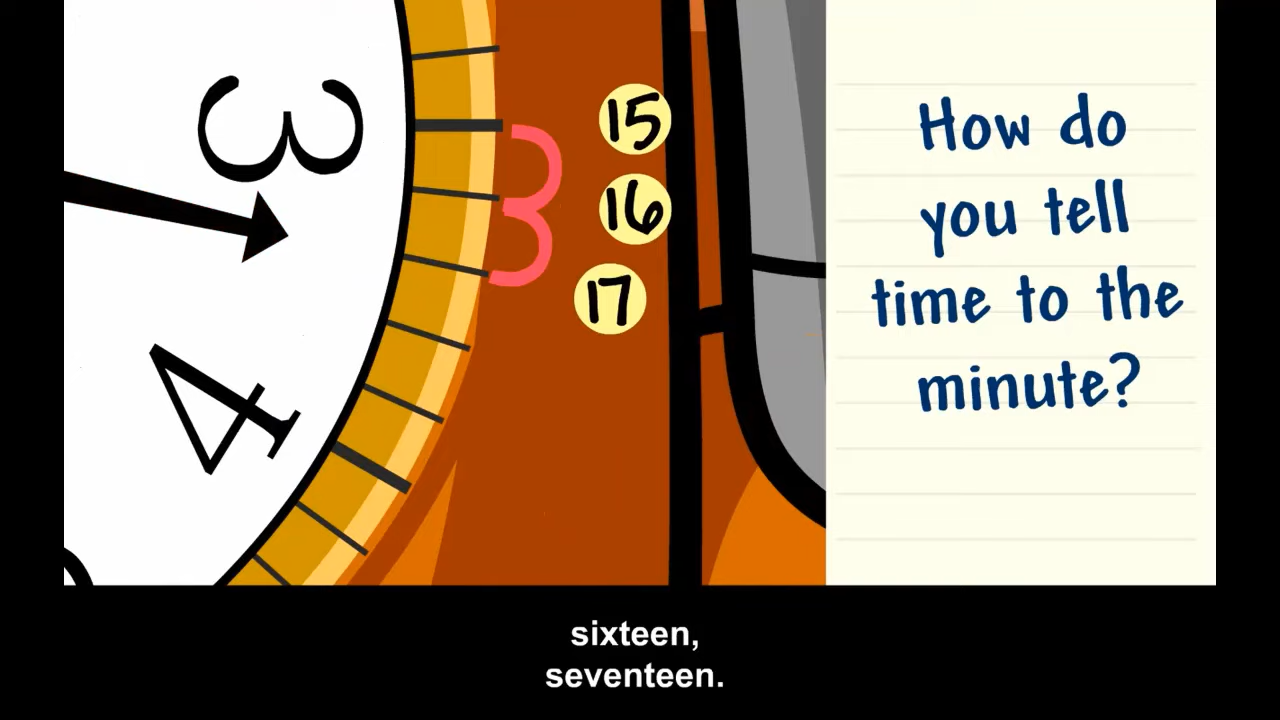 3
4
15
16
17
How do
you tell
time to the
minute?
sixteen,
seventeen.